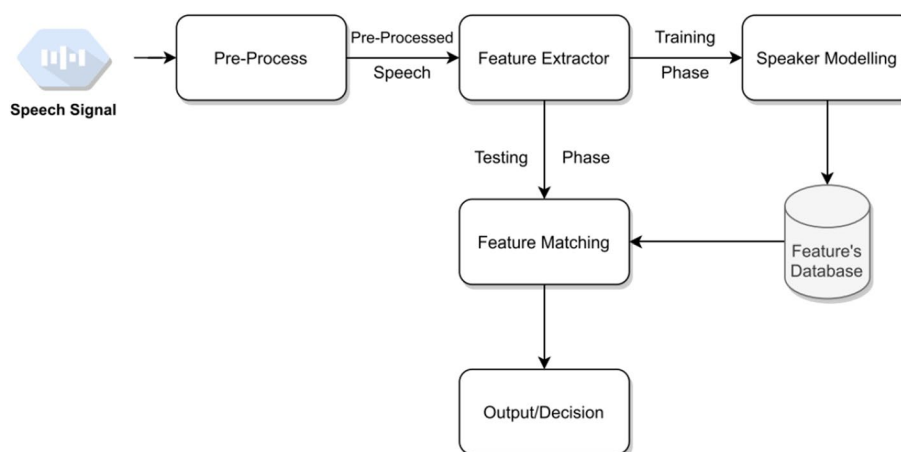 Speech Signal
Pre-Process
Pre-Processed
Speech
Feature Extractor
Training
Phase
Speaker Modelling
Testing Phase
Feature Matching
Feature's
Database
Output/Decision